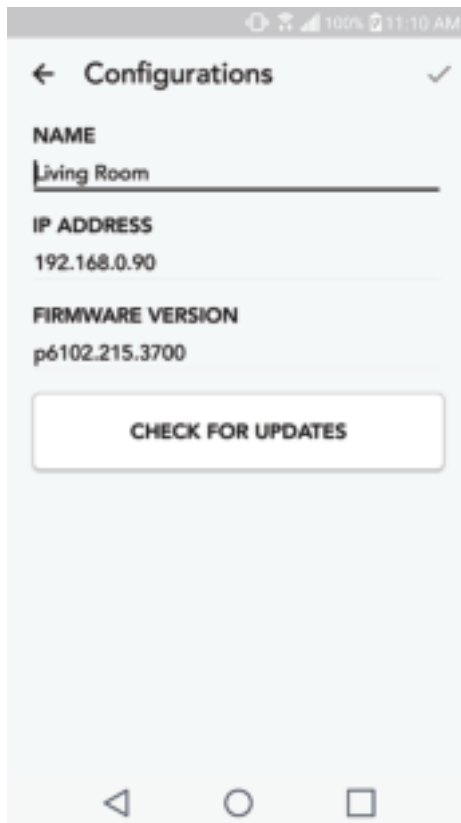 100% 11:10 AM
Configurations
NAME
Living Room
IP ADDRESS
192.168.0.90
FIRMWARE VERSION
p6102.215.3700
CHECK FOR UPDATES